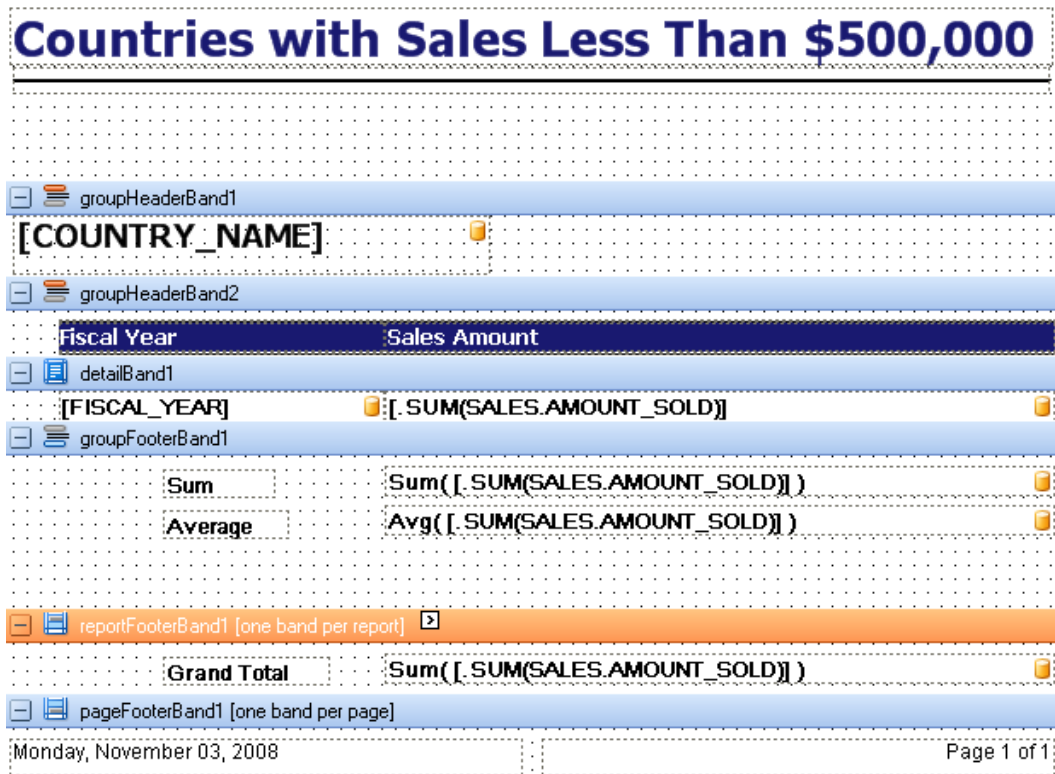 Countries with Sales Less Than $500,000
groupHeaderBand1
[COUNTRY_NAME]
groupHeaderBand2
Fiscal Year Sales Amount
detailBand1
[FISCAL_YEAR] [.SUM(SALES.AMOUNT_SOLD)]
groupFooterBand1
Sum Sum( [.SUM(SALES.AMOUNT_SOLD)] )
Average Avg( [.SUM(SALES.AMOUNT_SOLD)] )
reportFooterBand1 [one band per report]
Grand Total Sum( [.SUM(SALES.AMOUNT_SOLD)] )
pageFooterBand1 [one band per page]
Monday, November 03, 2008 Page 1 of 1